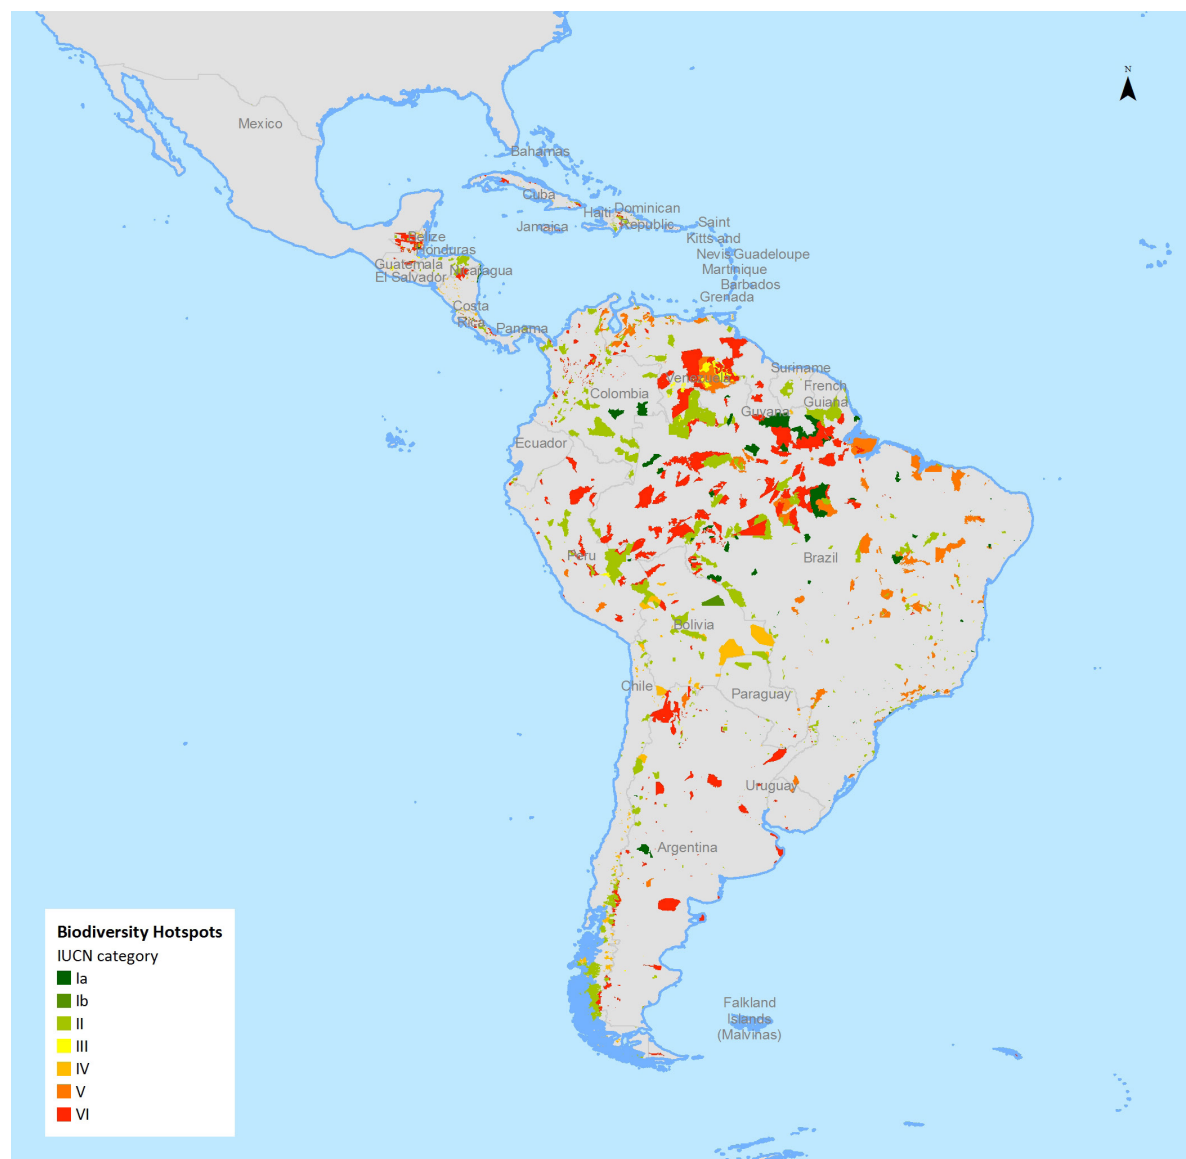 N
Mexico
Bahamas
Cuba
Haiti
Dominican
Republic
Jamaica
Saint
Kitts and
Nevis
Guadeloupe
Martinique
Barbados
Grenada
Belize
Honduras
Guatemala
El Salvador
Nicaragua
Costa
Rica
Panama
Venezuela
Suriname
French
Guiana
Guyana
Colombia
Ecuador
Peru
Brazil
Bolivia
Chile
Paraguay
Uruguay
Argentina
Falkland
Islands
(Malvinas)
Biodiversity Hotspots
IUCN category
Ia
Ib
II
III
IV
V
VI